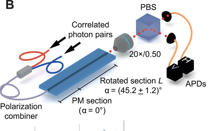 B
PBS
Correlated
photon pairs
20×/0.50
Rotated section L
α = (45.2 ± 1.2)°
APDs
PM section
(α = 0°)
Polarization
combiner